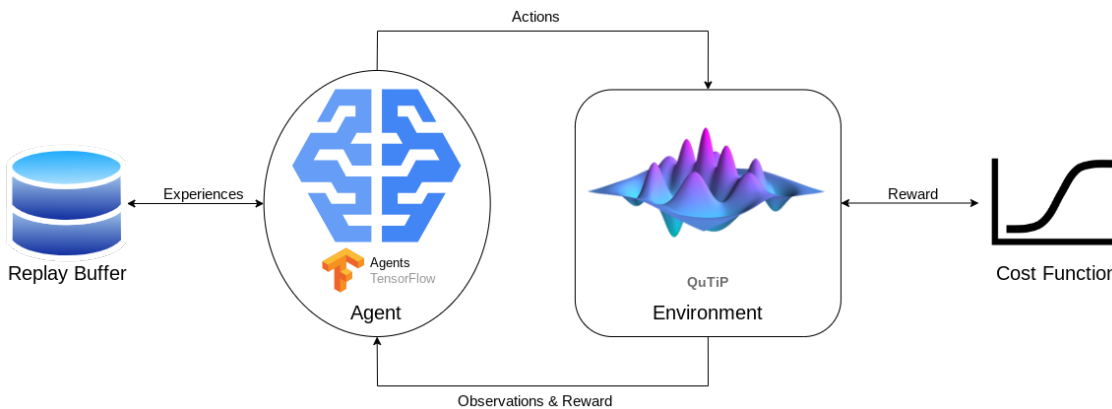 Actions
Experiences
Reward
Replay Buffer
Agents
TensorFlow
QuTiP
Cost Function
Agent
Environment
Observations & Reward